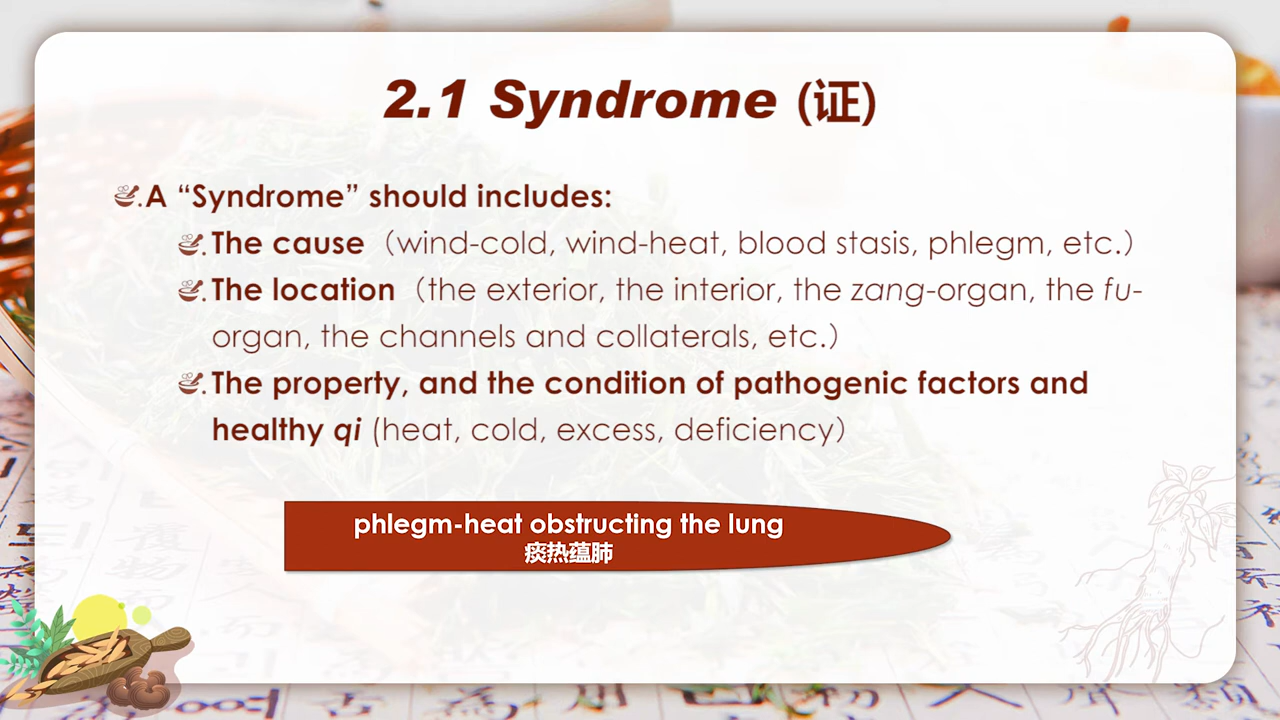 2.1 Syndrome (证)
A “Syndrome” should includes:
The cause（wind-cold, wind-heat, blood stasis, phlegm, etc.）
The location（the exterior, the interior, the zang-organ, the fu-
organ, the channels and collaterals, etc.）
The property, and the condition of pathogenic factors and
healthy qi (heat, cold, excess, deficiency）
phlegm-heat obstructing the lung
痰热蕴肺